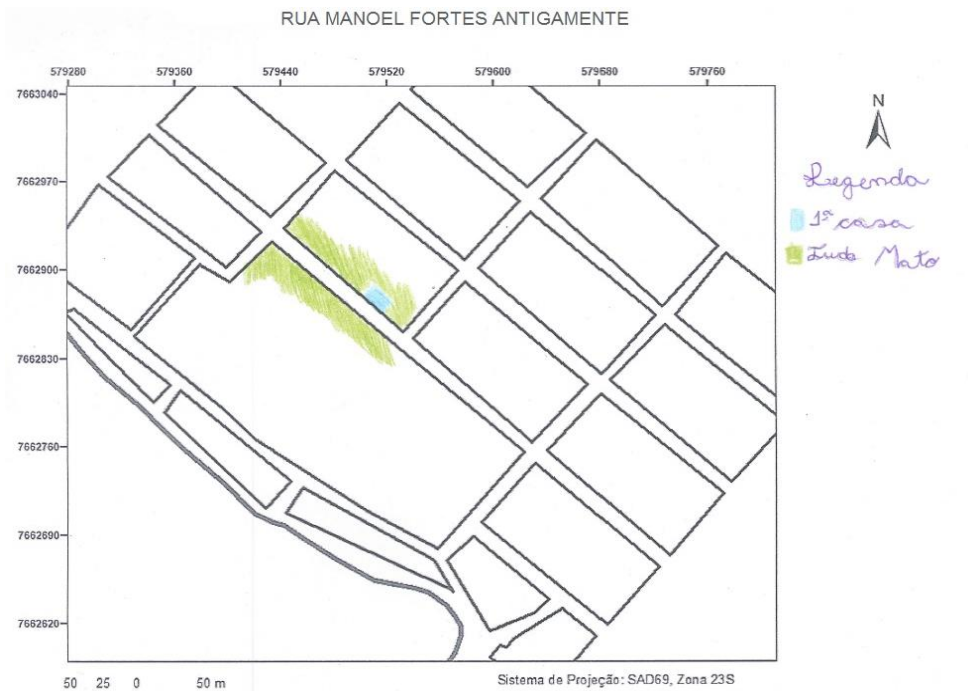 RUA MANOEL FORTES ANTIGAMENTE
579280 579360 579440 579520 579600 579680 579760
7663040
7662970
7662900
7662830
7662760
7662690
7662620
N
Legenda
1ª casa
Tudo Mato
50 25 0 50 m
Sistema de Projeção: SAD69, Zona 23S